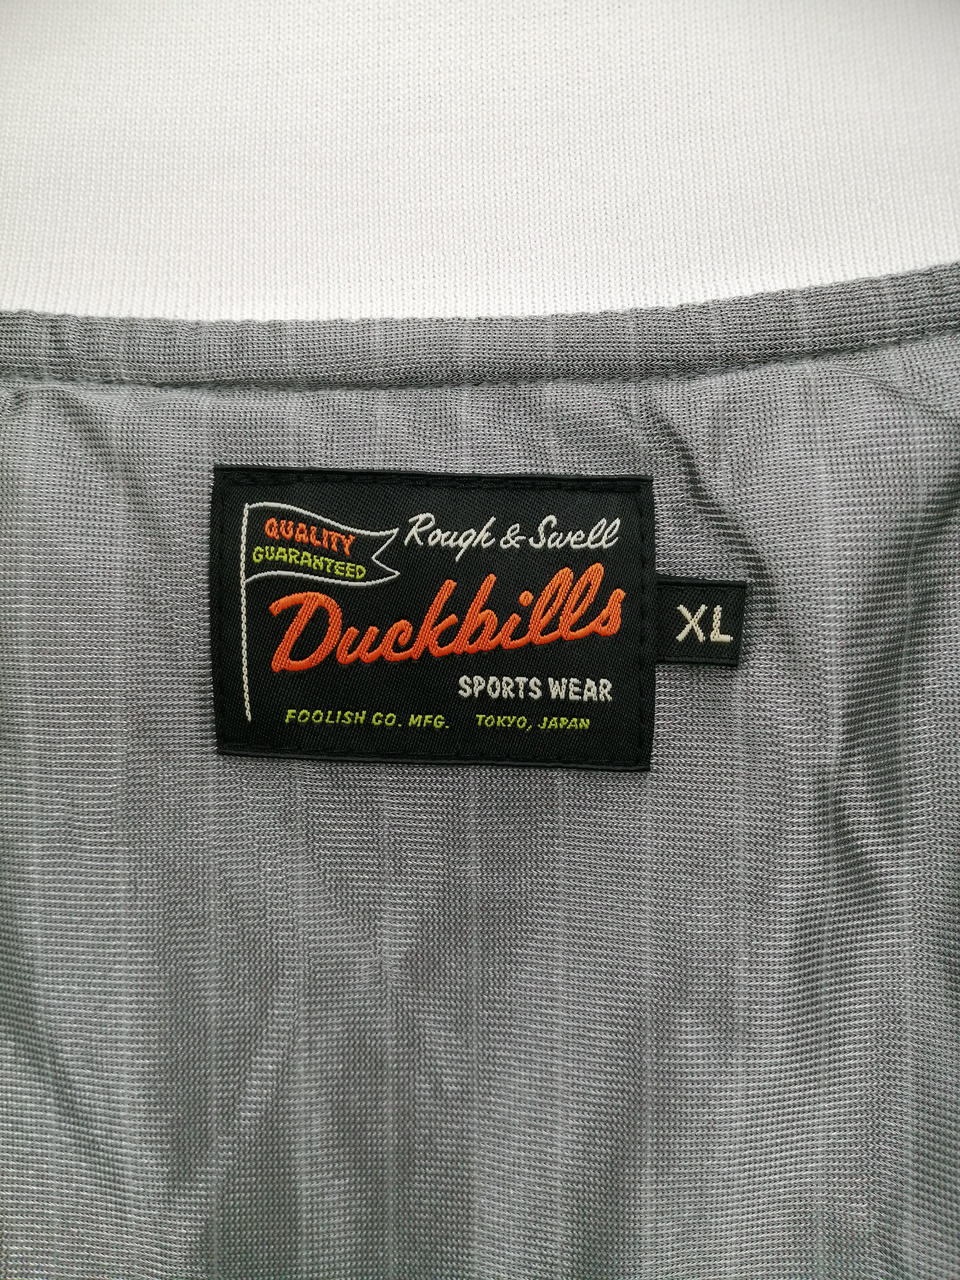 QUALITY
GUARANTEED
Rough & Swell
Duckbills
SPORTS WEAR
FOOLISH CO. MFG. TOKYO, JAPAN
XL